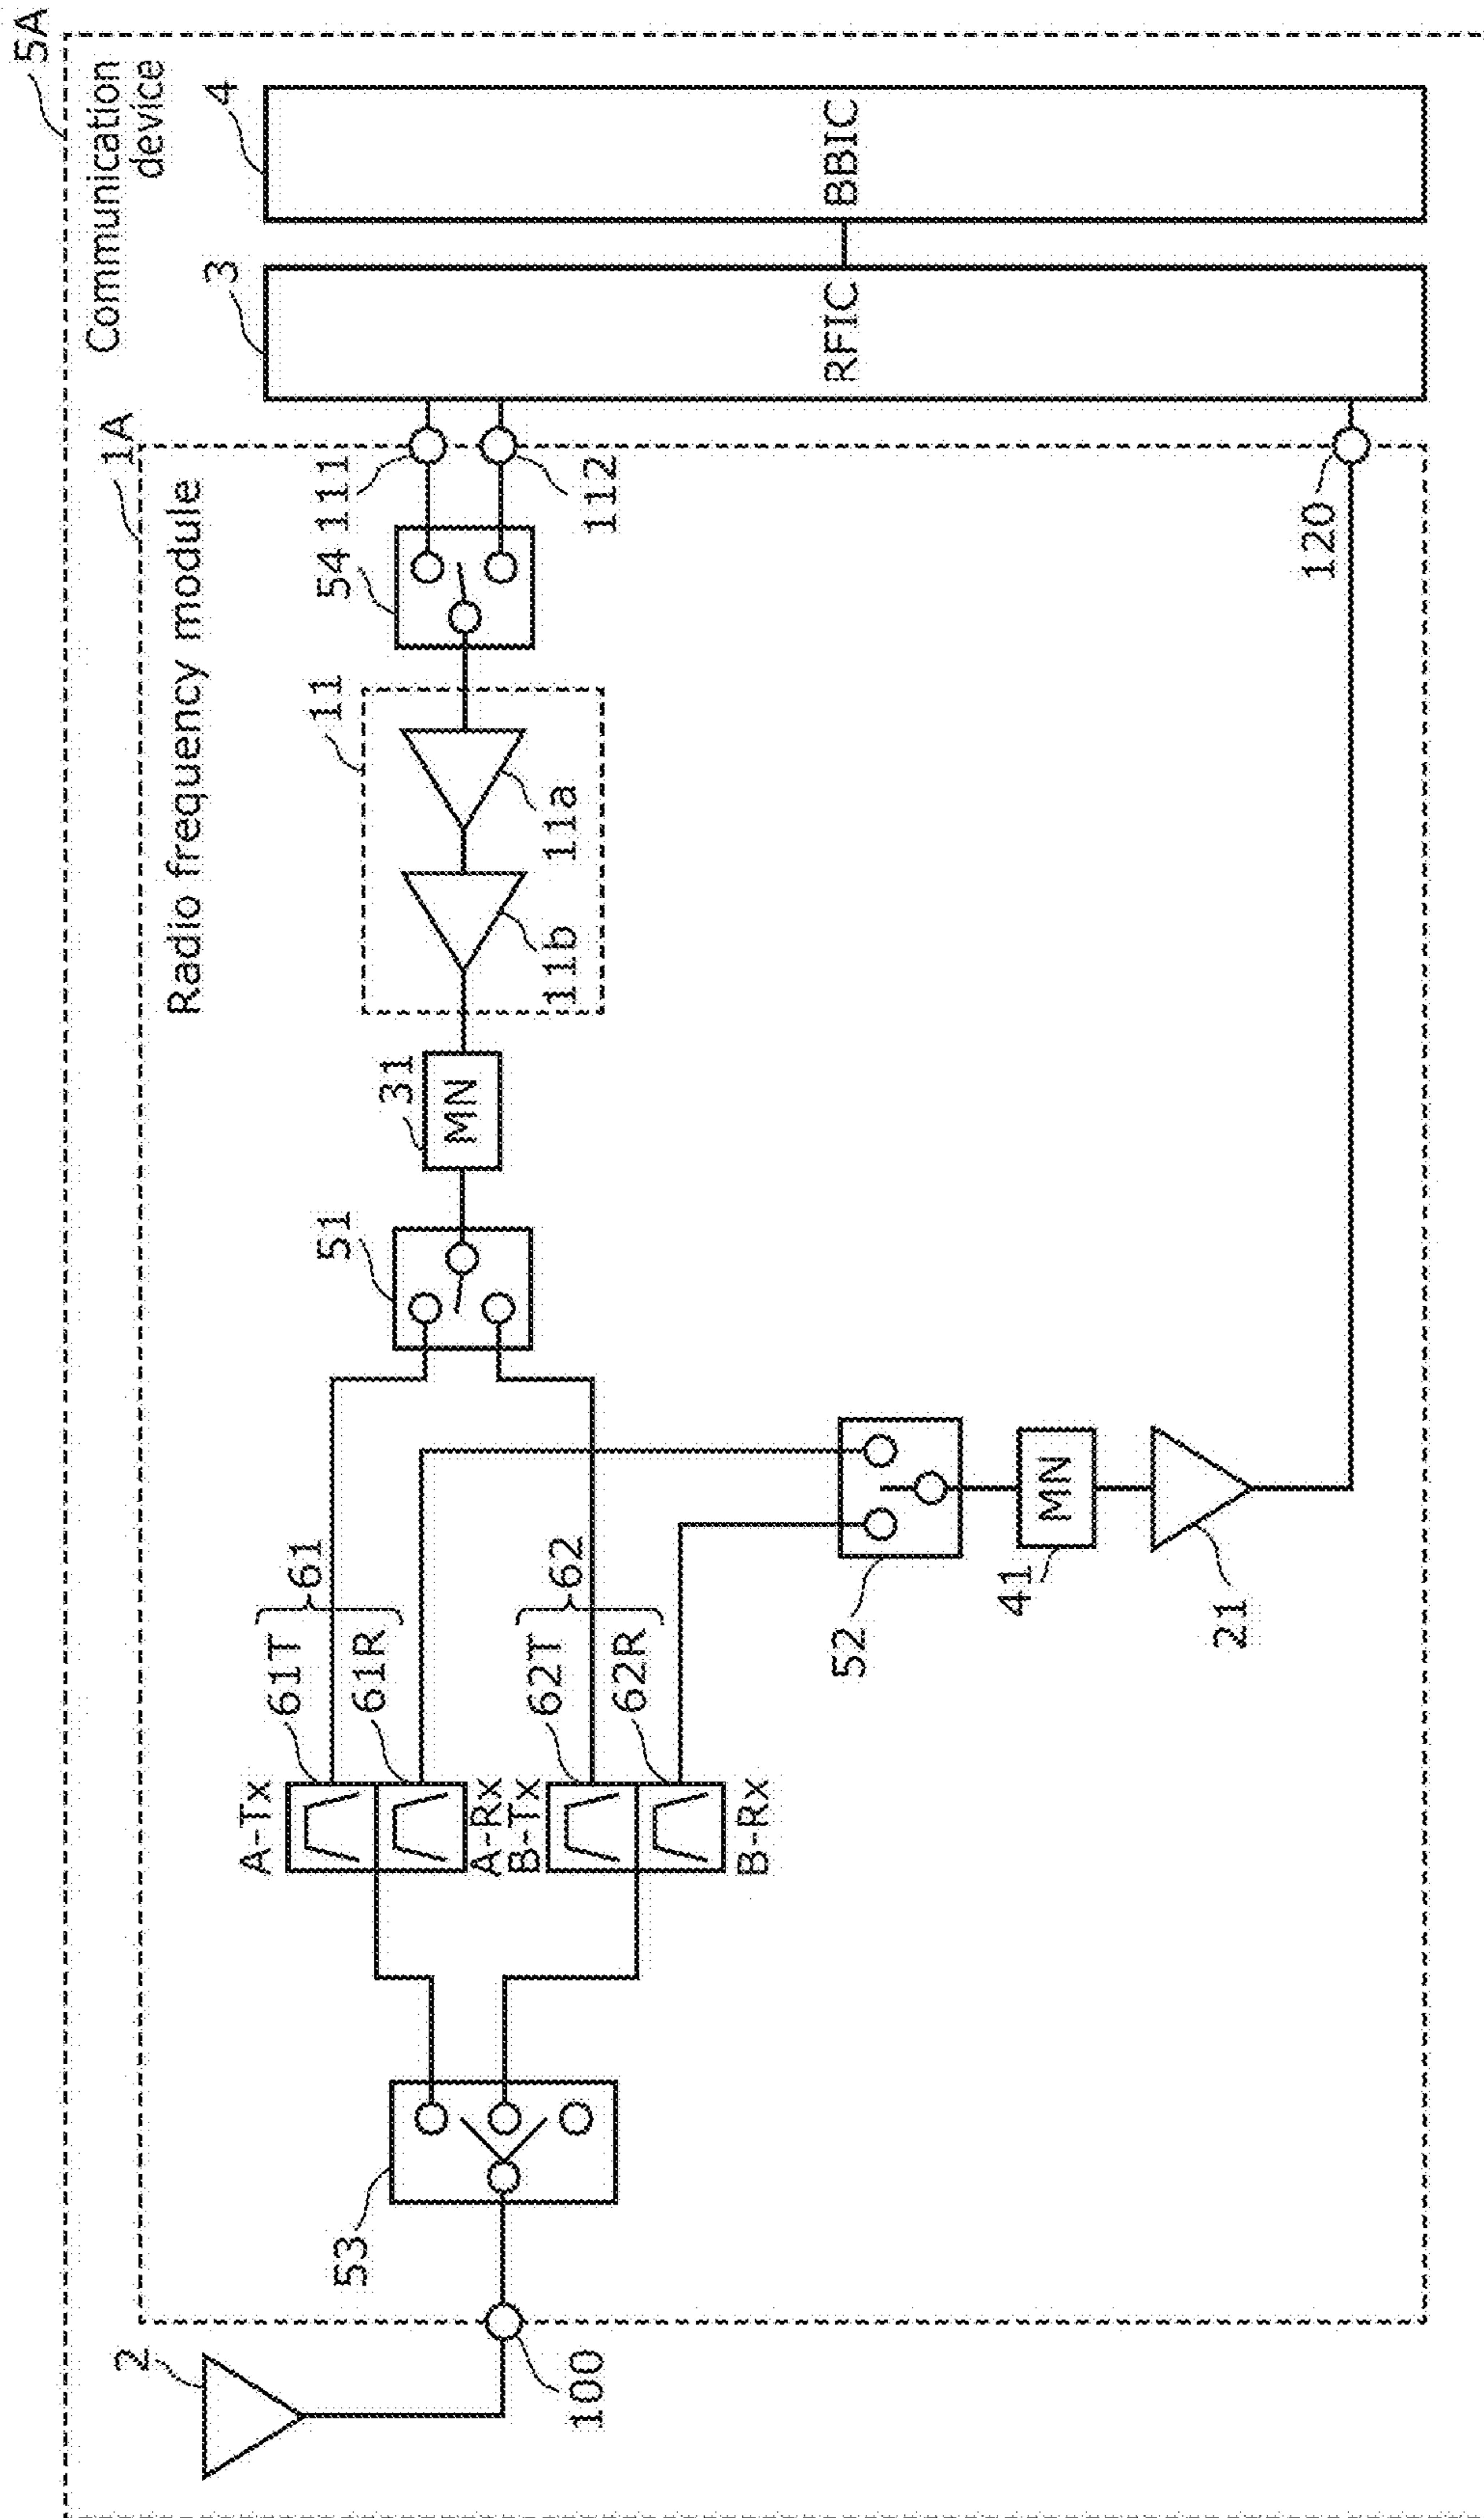 5A
Communication
device
4
BBIC
3
RFIC
1A
Radio frequency module
111
112
120
54
11
11a
11b
31
MN
51
61
61T
61R
62
62T
62R
52
MN
41
21
A-Tx
A-Rx
B-Tx
B-Rx
53
2
100